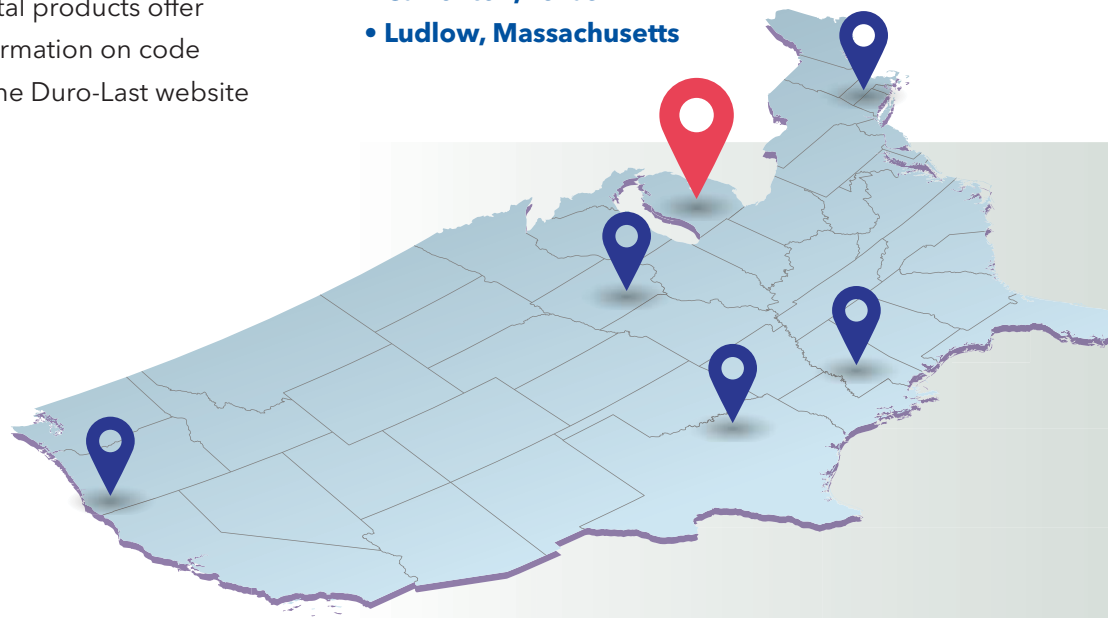 tal products offer
rmation on code
ne Duro-Last website
• Ludlow, Massachusetts